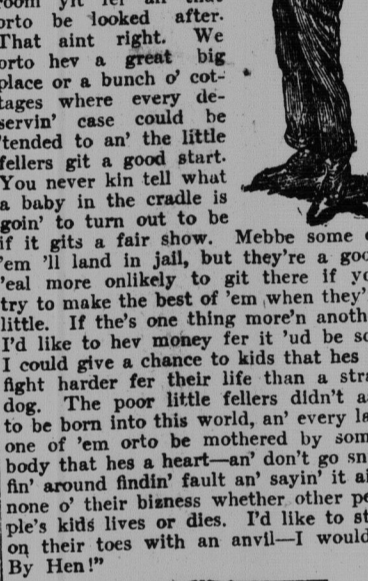 room yit fer all that
orto be looked after.
That aint right. We
orto hev a great big
place or a bunch o' cot-
tages where every de-
servin' case could be
'tended to an' the little
fellers git a good start.
You never kin tell what
a baby in the cradle is
goin' to turn out to be
if it gits a fair show. Mebbe some
'em 'll land in jail, but they're a goo
'eal more onlikely to git there if yo
try to make the best of 'em when they'
little. If the's one thing more'n anoth
I'd like to hev money fer it 'ud be so
I could give a chance to kids that hes
fight harder fer their life than a stra
dog. The poor little fellers didn't a
to be born into this world, an' every la
one of 'em orto be mothered by som
body that hes a heart—an' don't go sn
fin' around findin' fault an' sayin' it ai
none o' their bizness whether other pe
ple's kids lives or dies. I'd like to st
on their toes with an anvil—I would
By Hen!"